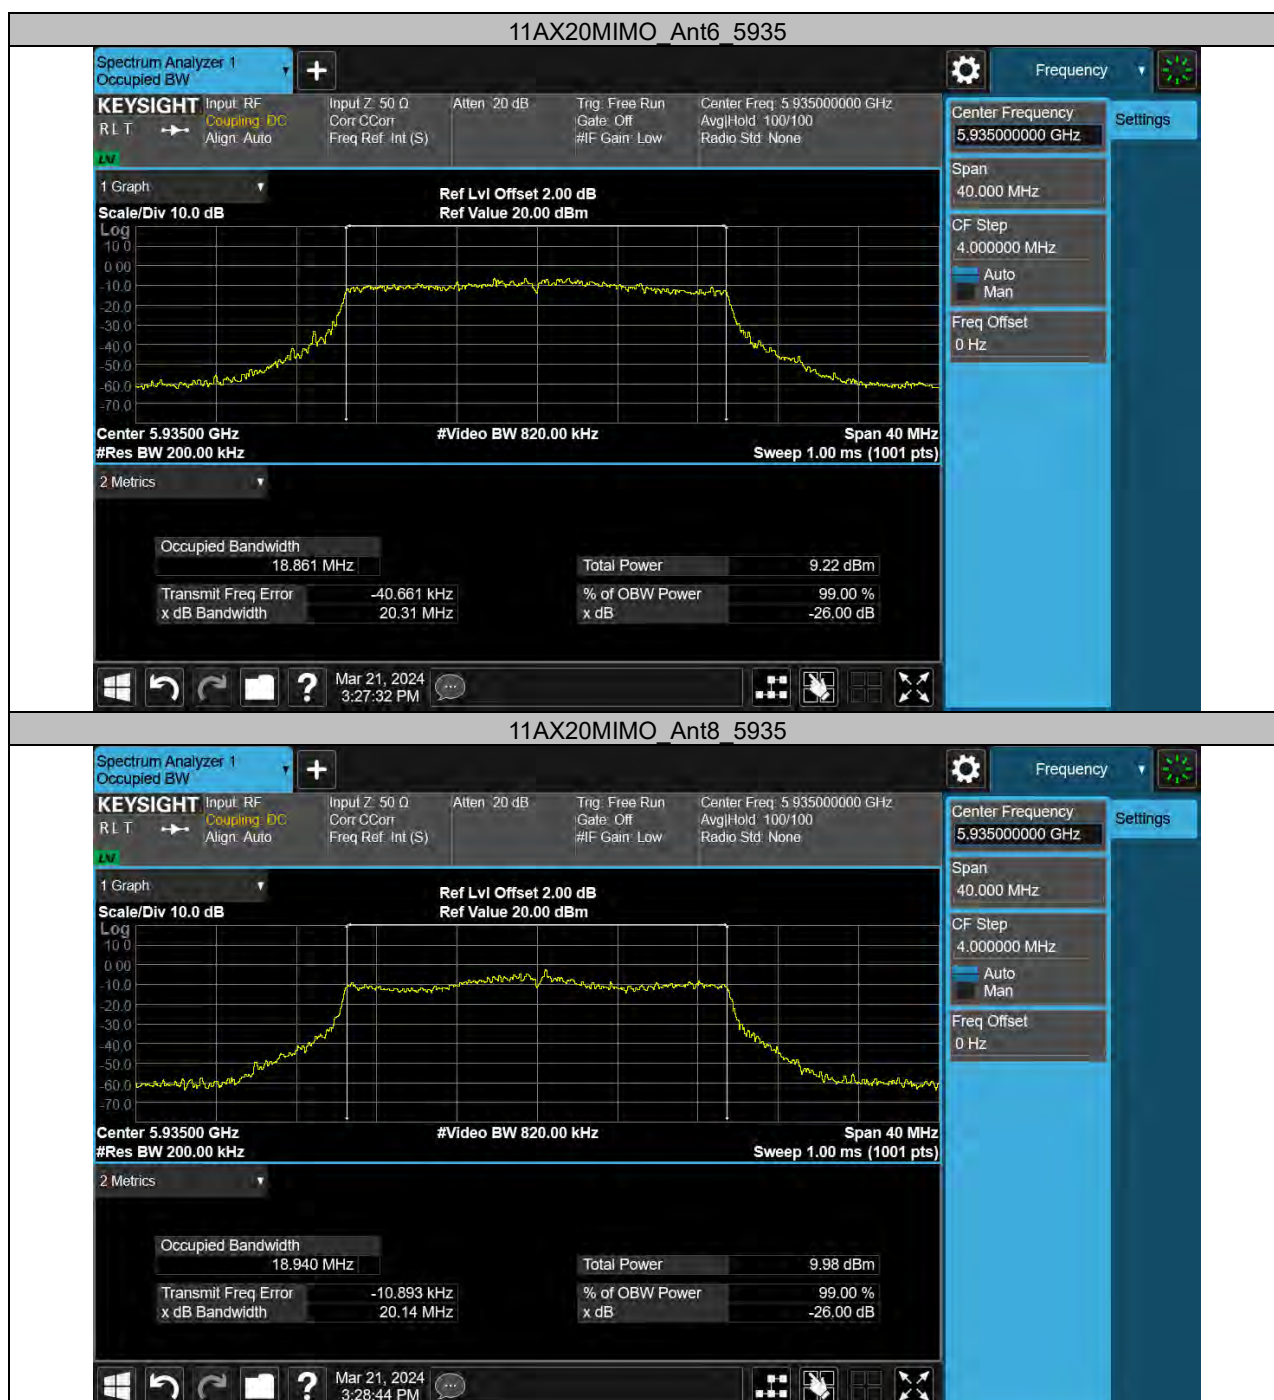 11AX20MIMO_Ant6_5935
Spectrum Analyzer 1
Occupied BW
Frequency
KEYSIGHT
R L T
LXI
Input: RF
Coupling: DC
Align: Auto
Input Z: 50 Ω
Corr CCorr
Freq Ref: Int (S)
Atten: 20 dB
Trig: Free Run
Gate: Off
#IF Gain: Low
Center Freq: 5.935000000 GHz
Avg|Hold: 100/100
Radio Std: None
Center Frequency
5.935000000 GHz
Settings
Span
40.000 MHz
CF Step
4.000000 MHz
Auto
Man
Freq Offset
0 Hz
1 Graph
Ref Lvl Offset 2.00 dB
Scale/Div 10.0 dB
Ref Value 20.00 dBm
Log
10.0
0.00
-10.0
-20.0
-30.0
-40.0
-50.0
-60.0
-70.0
Center 5.93500 GHz
#Video BW 820.00 kHz
Span 40 MHz
#Res BW 200.00 kHz
Sweep 1.00 ms (1001 pts)
2 Metrics
Occupied Bandwidth
18.861 MHz
Total Power 9.22 dBm
Transmit Freq Error -40.661 kHz
% of OBW Power 99.00 %
x dB Bandwidth 20.31 MHz
x dB -26.00 dB
Mar 21, 2024
3:27:32 PM
11AX20MIMO_Ant8_5935
Spectrum Analyzer 1
Occupied BW
Frequency
KEYSIGHT
R L T
LXI
Input: RF
Coupling: DC
Align: Auto
Input Z: 50 Ω
Corr CCorr
Freq Ref: Int (S)
Atten: 20 dB
Trig: Free Run
Gate: Off
#IF Gain: Low
Center Freq: 5.935000000 GHz
Avg|Hold: 100/100
Radio Std: None
Center Frequency
5.935000000 GHz
Settings
Span
40.000 MHz
CF Step
4.000000 MHz
Auto
Man
Freq Offset
0 Hz
1 Graph
Ref Lvl Offset 2.00 dB
Scale/Div 10.0 dB
Ref Value 20.00 dBm
Log
10.0
0.00
-10.0
-20.0
-30.0
-40.0
-50.0
-60.0
-70.0
Center 5.93500 GHz
#Video BW 820.00 kHz
Span 40 MHz
#Res BW 200.00 kHz
Sweep 1.00 ms (1001 pts)
2 Metrics
Occupied Bandwidth
18.940 MHz
Total Power 9.98 dBm
Transmit Freq Error -10.893 kHz
% of OBW Power 99.00 %
x dB Bandwidth 20.14 MHz
x dB -26.00 dB
Mar 21, 2024
3:28:44 PM